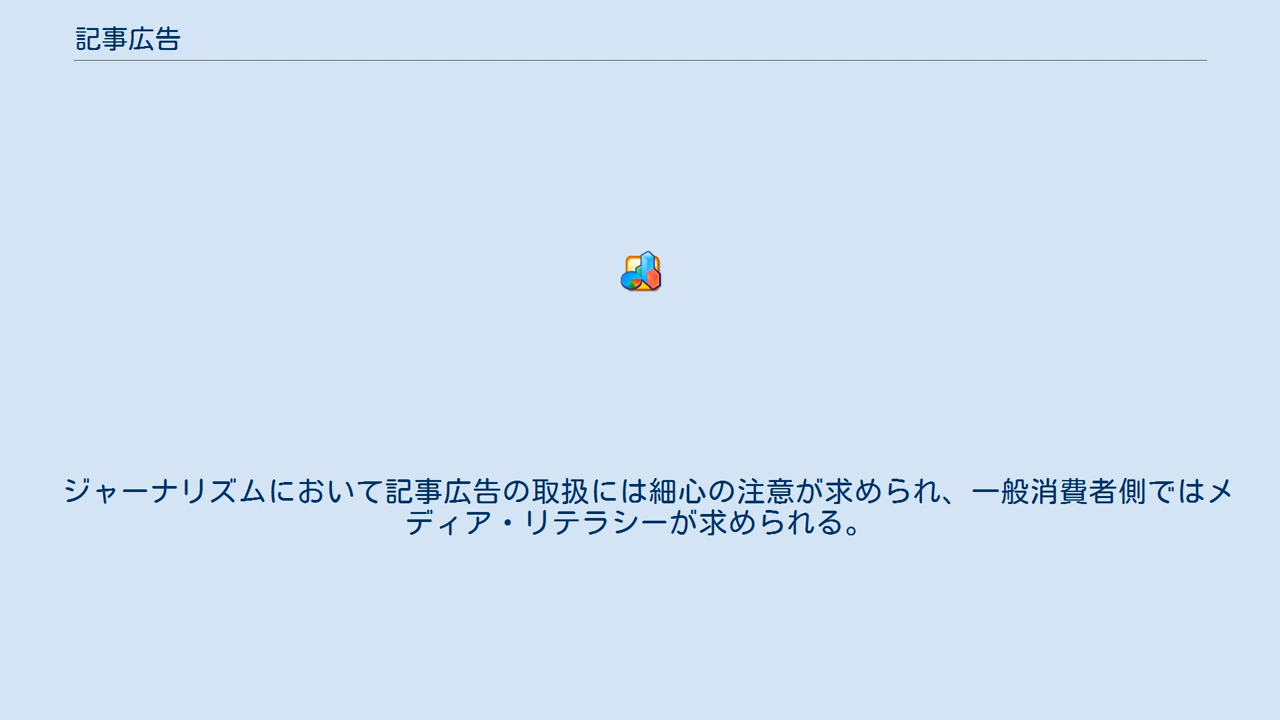 記事広告
ジャーナリズムにおいて記事広告の取扱には細心の注意が求められ、一般消費者側ではメ
ディア・リテラシーが求められる。